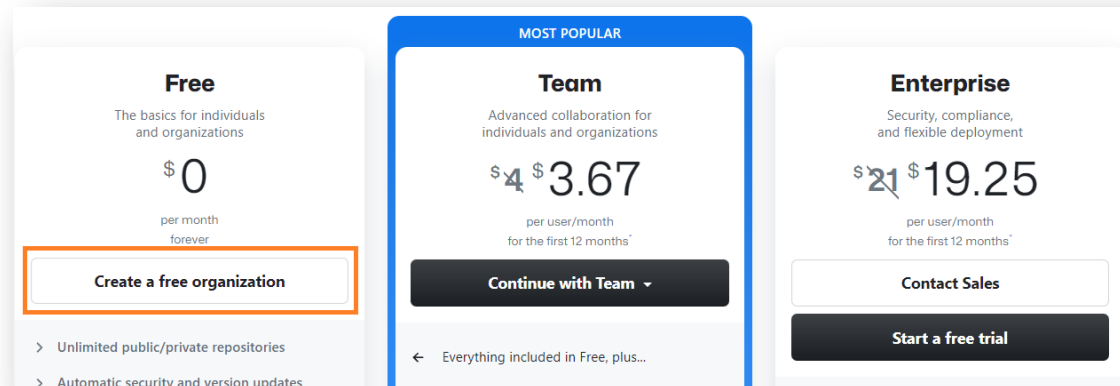 MOST POPULAR
Free
The basics for individuals
and organizations
$0
per month
forever
Create a free organization
Unlimited public/private repositories
Automatic security and version updates
Team
Advanced collaboration for
individuals and organizations
$4 $3.67
per user/month
for the first 12 months*
Continue with Team
Everything included in Free, plus...
Enterprise
Security, compliance,
and flexible deployment
$21 $19.25
per user/month
for the first 12 months*
Contact Sales
Start a free trial